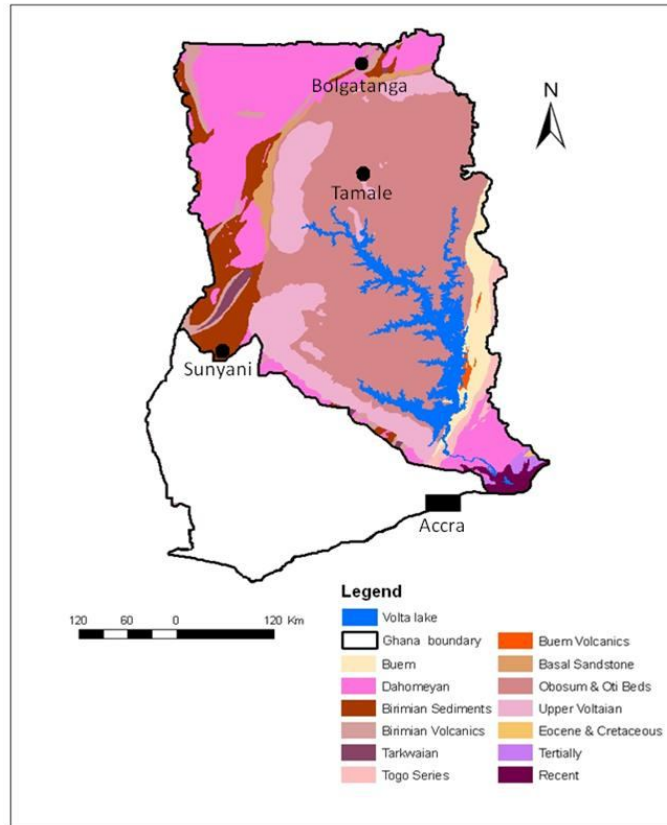 Bolgatanga
N
Tamale
Sunyani
Accra
120 60 0 120 Km
Legend
Volta lake
Ghana boundary
Buem
Dahomeyan
Birimian Sediments
Birimian Volcanics
Tarkwaian
Togo Series
Buem Volcanics
Basal Sandstone
Obosum & Oti Beds
Upper Voltaian
Eocene & Cretaceous
Tertially
Recent